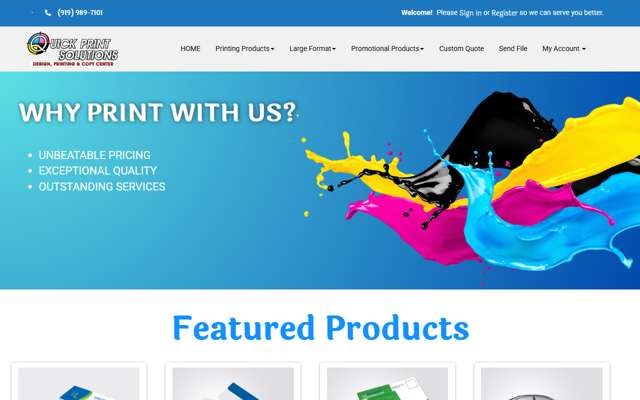 (919) 989-7101
Welcome! Please Sign in or Register so we can serve you better.
QUICK PRINT
SOLUTIONS
DESIGN, PRINTING & COPY CENTER
HOME Printing Products Large Format Promotional Products Custom Quote Send File My Account
WHY PRINT WITH US?
• UNBEATABLE PRICING
• EXCEPTIONAL QUALITY
• OUTSTANDING SERVICES
Featured Products